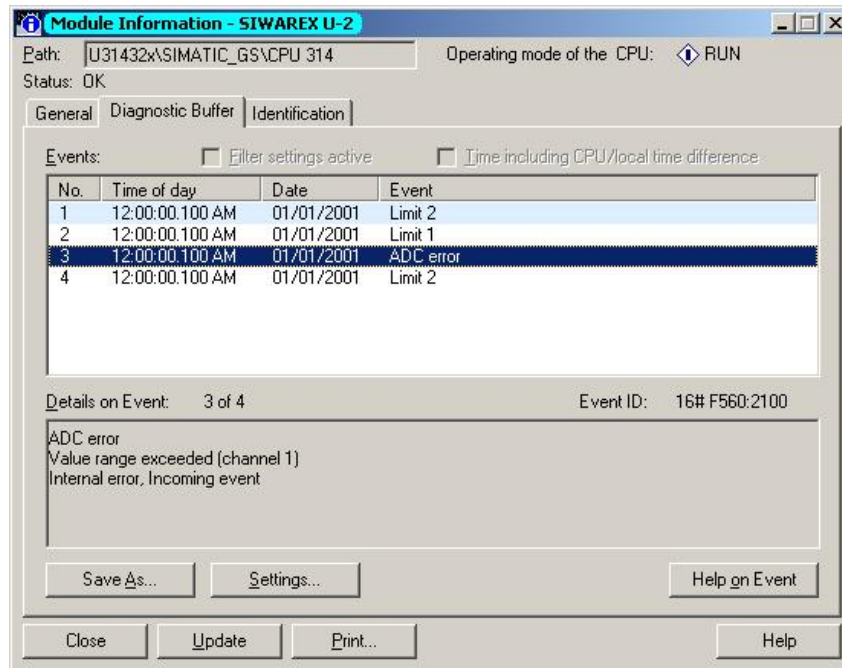 Module Information - SIWAREX U-2
Path: U31432x\SIMATIC_GS\CPU 314 Operating mode of the CPU: RUN
Status: OK
General Diagnostic Buffer Identification
Events: Filter settings active Time including CPU/local time difference
No. Time of day Date Event
1 12:00:00.100 AM 01/01/2001 Limit 2
2 12:00:00.100 AM 01/01/2001 Limit 1
3 12:00:00.100 AM 01/01/2001 ADC error
4 12:00:00.100 AM 01/01/2001 Limit 2
Details on Event: 3 of 4 Event ID: 16# F560:2100
ADC error
Value range exceeded (channel 1)
Internal error, Incoming event
Save As... Settings... Help on Event
Close Update Print... Help